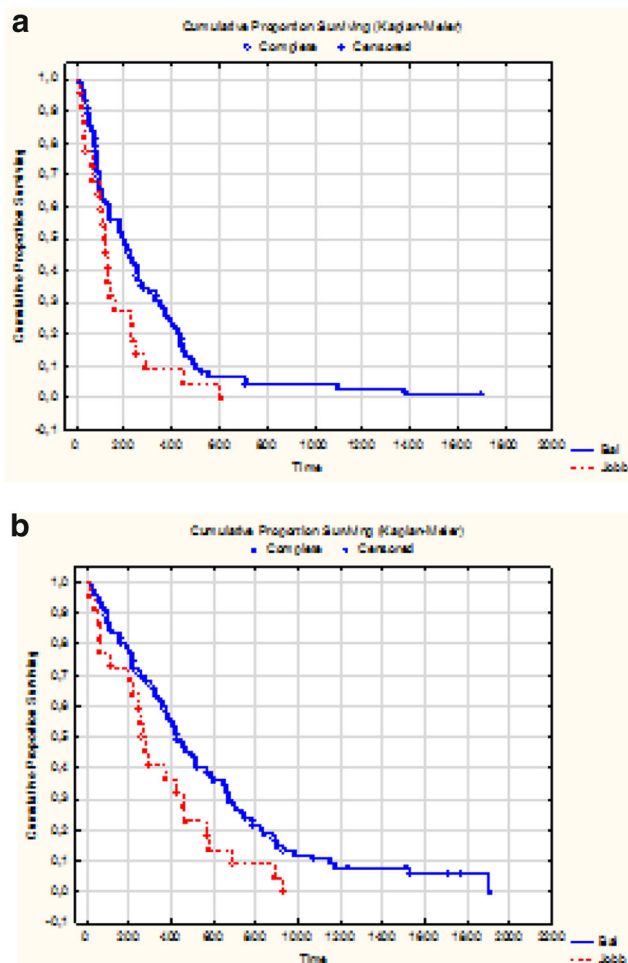 a
Cumulative Proportion Surviving (Kaplan-Meier)
Complete Censored
Cumulative Proportion Surviving
1,0
0,9
0,8
0,7
0,6
0,5
0,4
0,3
0,2
0,1
0,0
-0,1
0 200 400 600 800 1000 1200 1400 1600 1800 2000
Time
Bal
Jobb
b
Cumulative Proportion Surviving (Kaplan-Meier)
Complete Censored
Cumulative Proportion Surviving
1,0
0,9
0,8
0,7
0,6
0,5
0,4
0,3
0,2
0,1
0,0
-0,1
0 200 400 600 800 1000 1200 1400 1600 1800 2000 2200
Time
Bal
Jobb